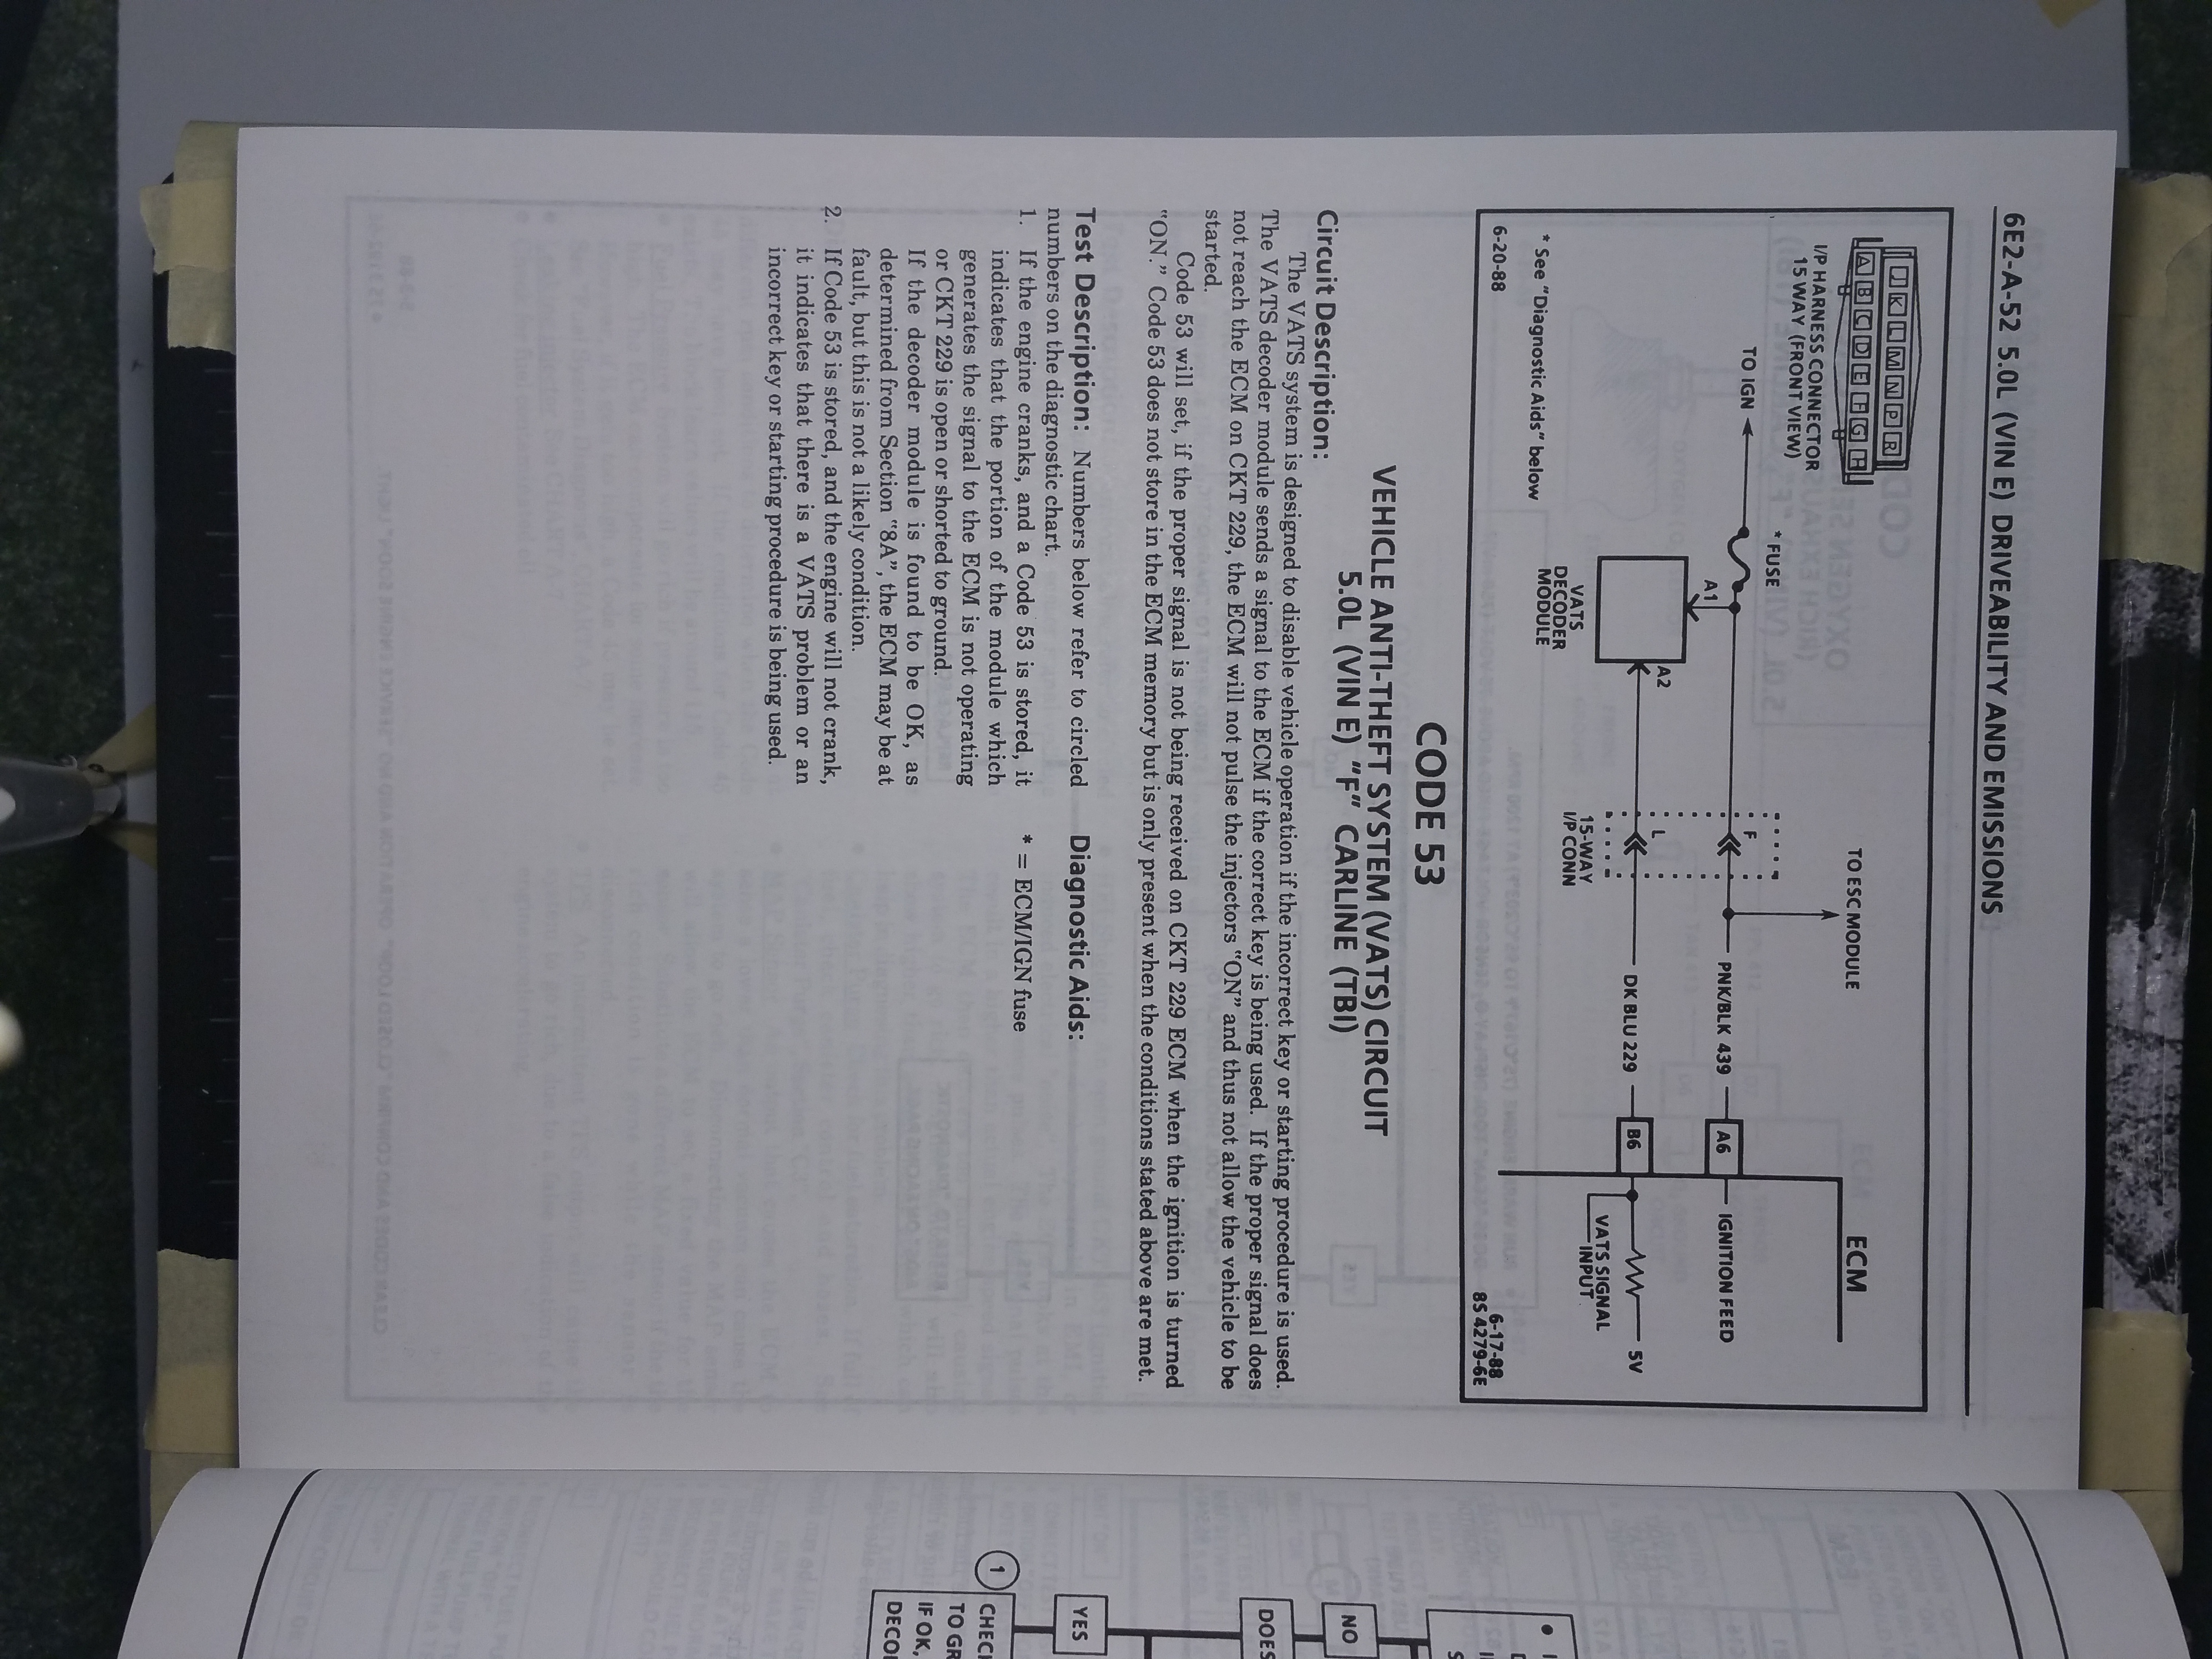 6E2-A-52 5.0L (VIN E) DRIVEABILITY AND EMISSIONS
J K L M N P R
A B C D E F G H
I/P HARNESS CONNECTOR
15 WAY (FRONT VIEW)
TO ESC MODULE
ECM
TO IGN
* FUSE
A1
F
PNK/BLK 439
A6
IGNITION FEED
A2
L
DK BLU 229
B6
5V
VATS SIGNAL
INPUT
VATS
DECODER
MODULE
15-WAY
I/P CONN
* See "Diagnostic Aids" below
6-20-88
6-17-88
8S 4279-6E
CODE 53
VEHICLE ANTI-THEFT SYSTEM (VATS) CIRCUIT
5.0L (VIN E) "F" CARLINE (TBI)
Circuit Description:
The VATS system is designed to disable vehicle operation if the incorrect key or starting procedure is used.
The VATS decoder module sends a signal to the ECM if the correct key is being used. If the proper signal does
not reach the ECM on CKT 229, the ECM will not pulse the injectors "ON" and thus not allow the vehicle to be
started.
Code 53 will set, if the proper signal is not being received on CKT 229 ECM when the ignition is turned
"ON." Code 53 does not store in the ECM memory but is only present when the conditions stated above are met.
Test Description: Numbers below refer to circled
numbers on the diagnostic chart.
1. If the engine cranks, and a Code 53 is stored, it
indicates that the portion of the module which
generates the signal to the ECM is not operating
or CKT 229 is open or shorted to ground.
If the decoder module is found to be OK, as
determined from Section "8A", the ECM may be at
fault, but this is not a likely condition.
2. If Code 53 is stored, and the engine will not crank,
it indicates that there is a VATS problem or an
incorrect key or starting procedure is being used.
Diagnostic Aids:
* = ECM/IGN fuse
NO
DOES
YES
1
CHEC
TO GR
IF OK,
DECO